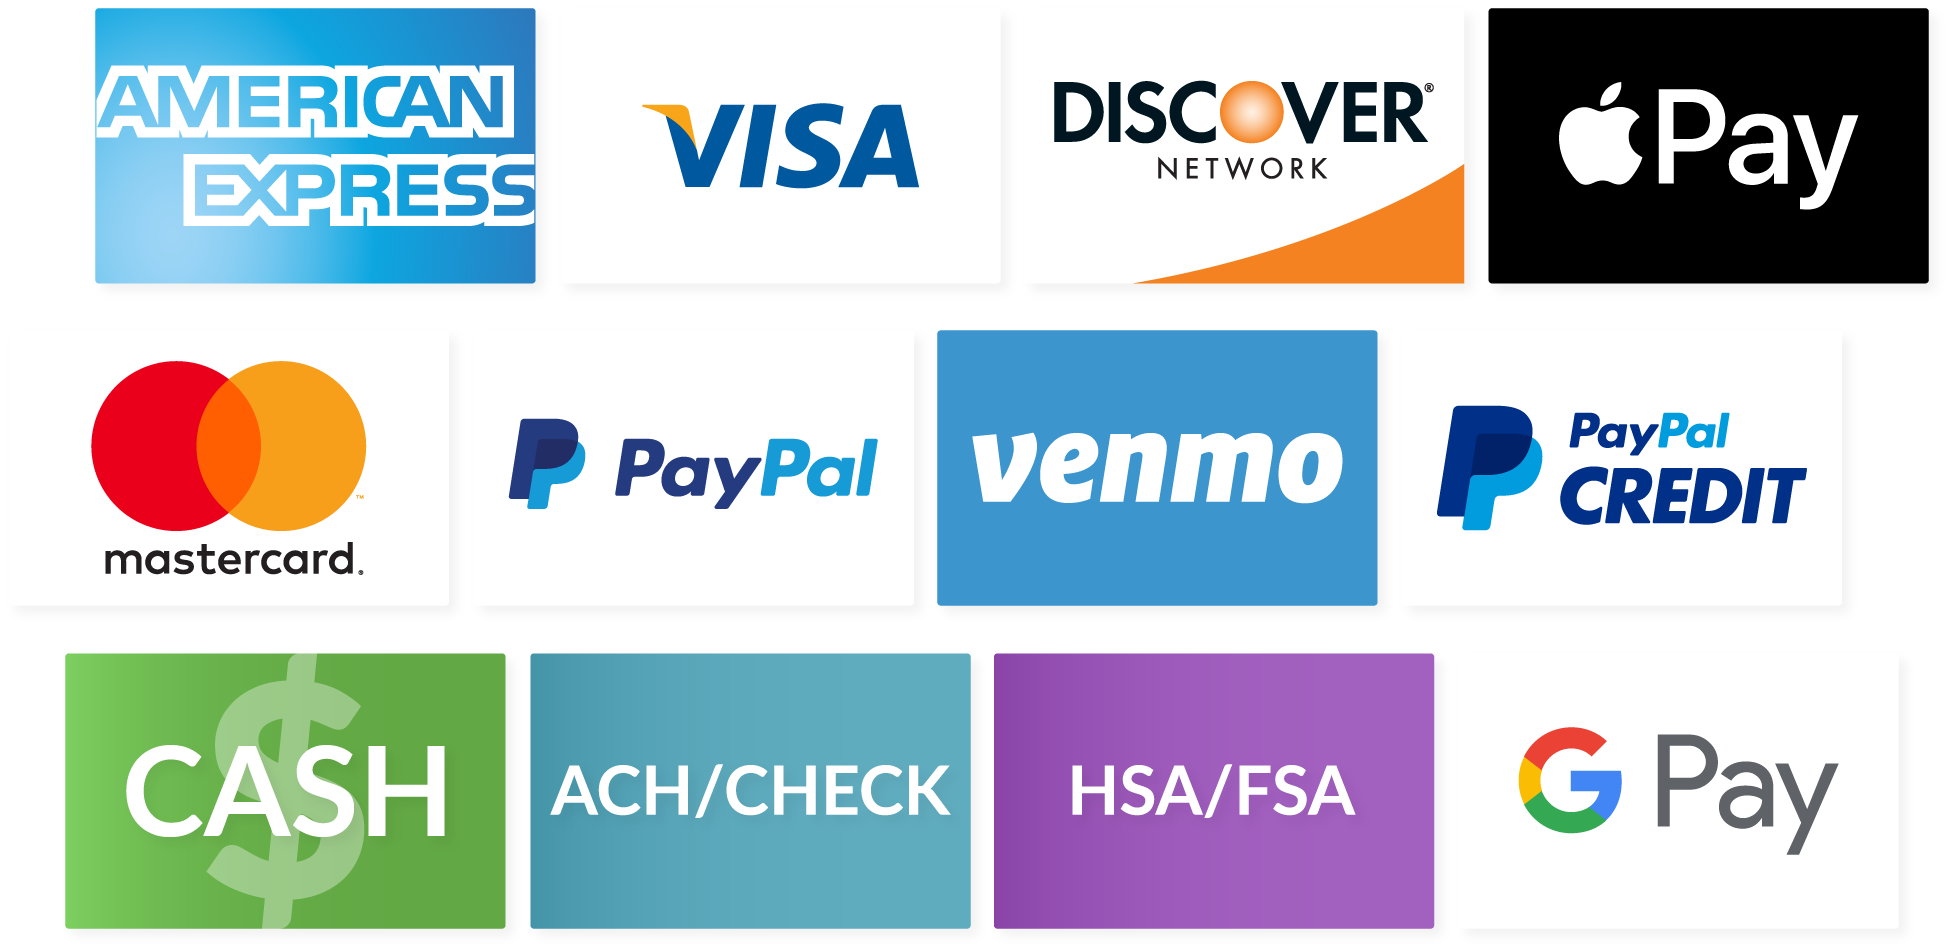 AMERICAN
EXPRESS
VISA
DISCOVER®
NETWORK
Pay
mastercard.
PayPal
venmo
PayPal
CREDIT
$
CASH
ACH/CHECK
HSA/FSA
G Pay